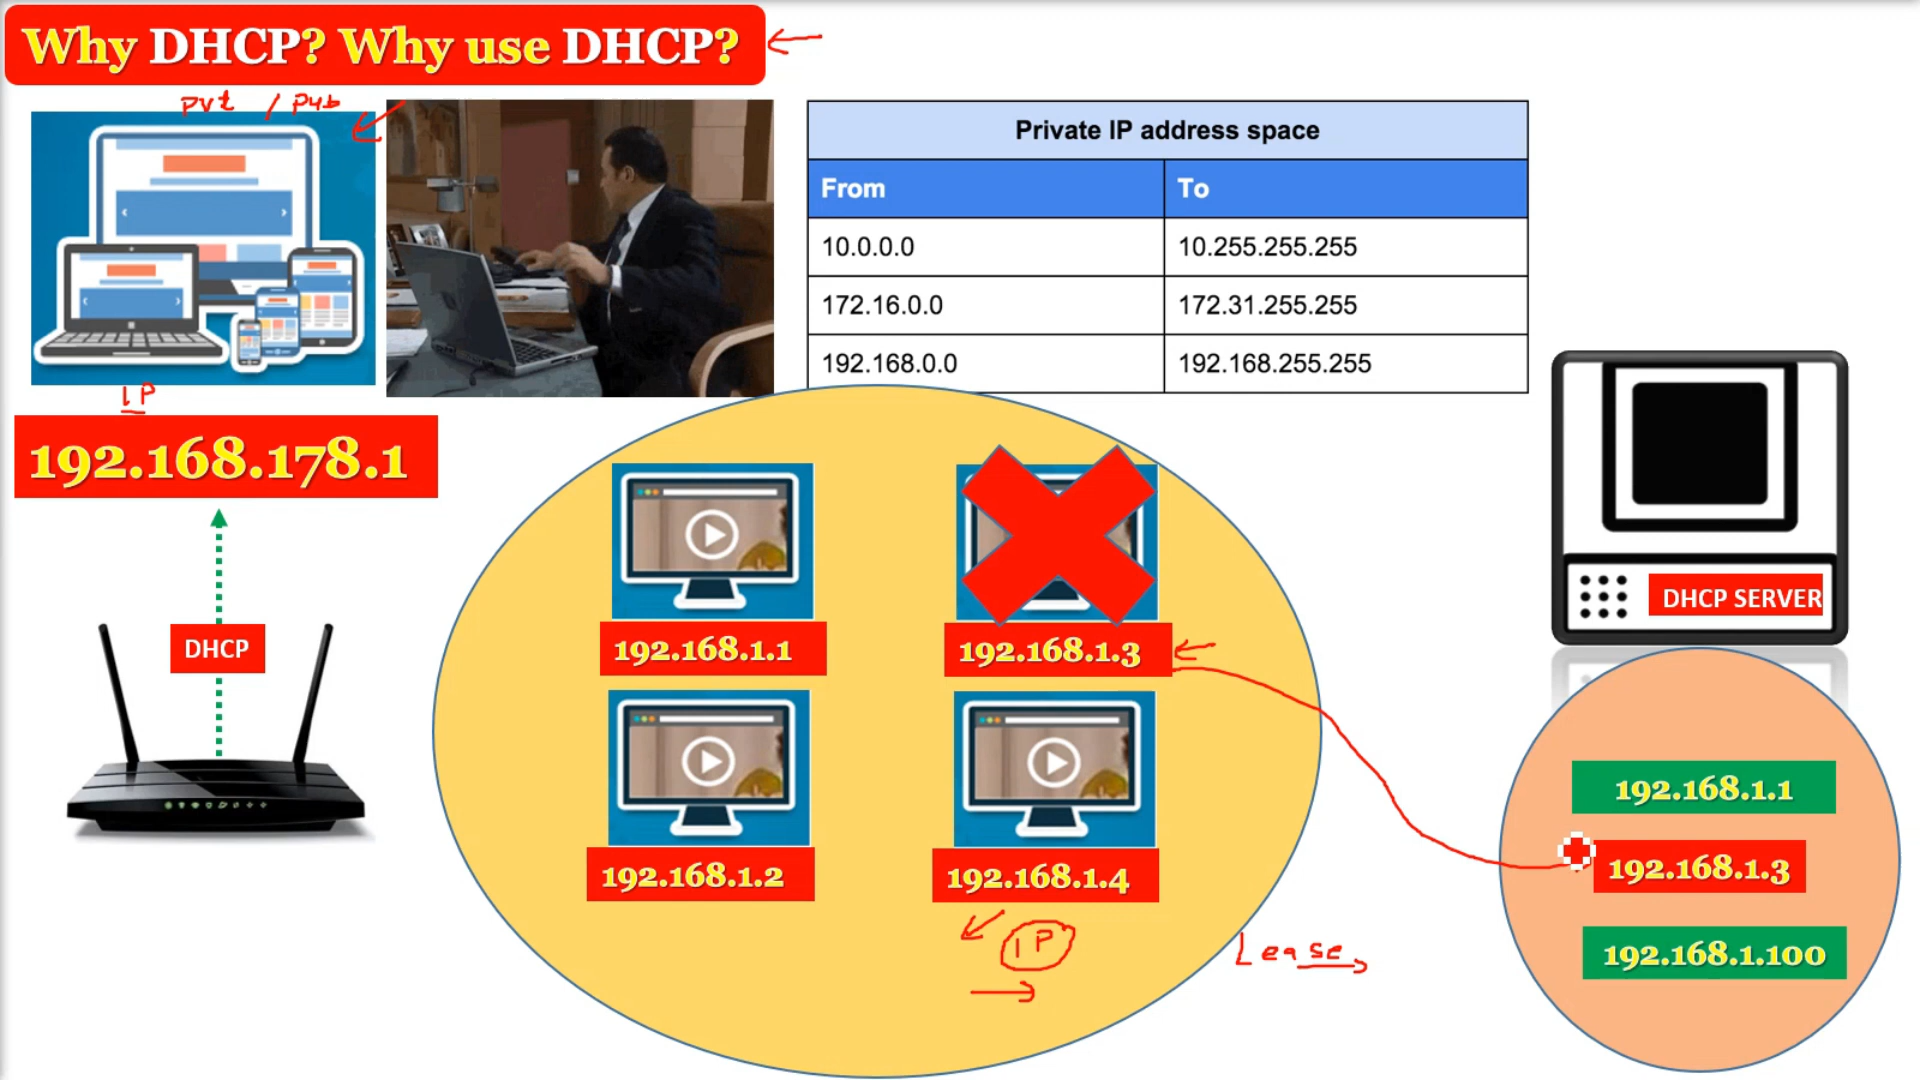 Why DHCP? Why use DHCP?
pvt / pub
Private IP address space
From To
10.0.0.0 10.255.255.255
172.16.0.0 172.31.255.255
192.168.0.0 192.168.255.255
IP
192.168.178.1
DHCP
192.168.1.1
192.168.1.3
192.168.1.2
192.168.1.4
IP
Lease
DHCP SERVER
192.168.1.1
192.168.1.3
192.168.1.100